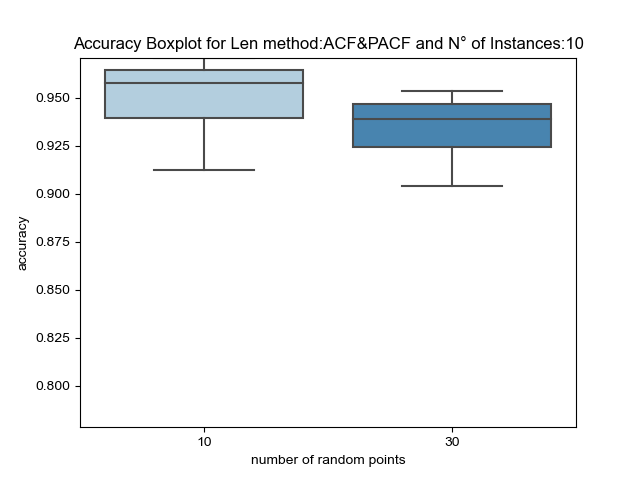 Accuracy Boxplot for Len method:ACF&PACF and N° of Instances:10
0.950
0.925
0.900
0.875
0.850
0.825
0.800
accuracy
10 30
number of random points